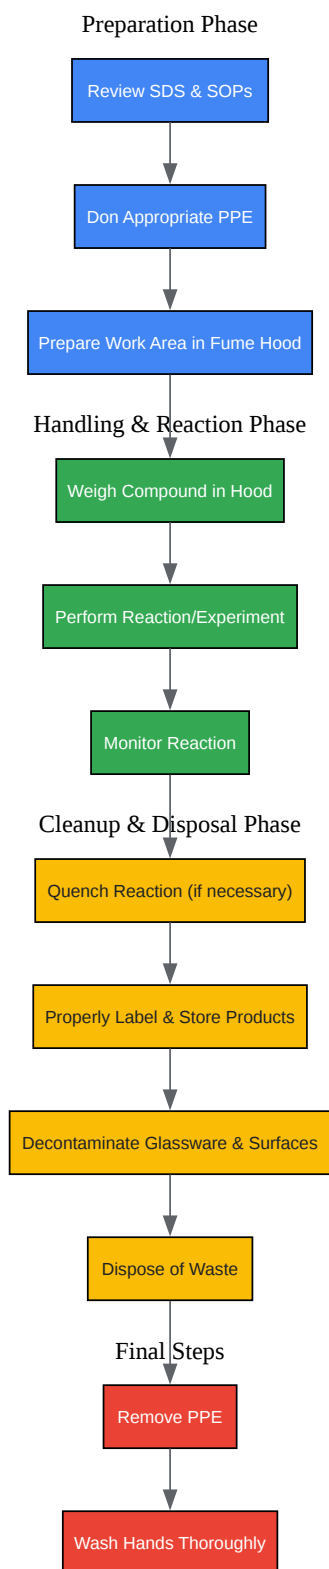 Preparation Phase
Review SDS & SOPs
Don Appropriate PPE
Prepare Work Area in Fume Hood
Handling & Reaction Phase
Weigh Compound in Hood
Perform Reaction/Experiment
Monitor Reaction
Cleanup & Disposal Phase
Quench Reaction (if necessary)
Properly Label & Store Products
Decontaminate Glassware & Surfaces
Dispose of Waste
Final Steps
Remove PPE
Wash Hands Thoroughly